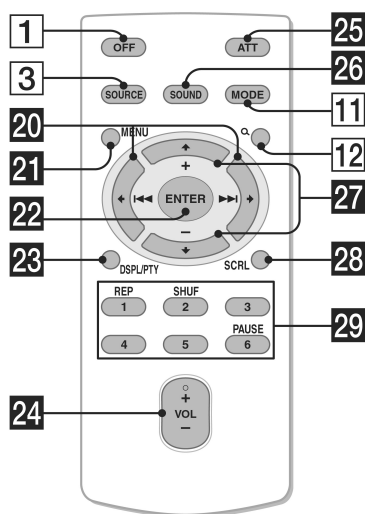 1 OFF ATT 25
3 SOURCE SOUND MODE 26
11
20 MENU 12
21 + 27
22 ENTER
−
23 DSPL/PTY SCRL 28
REP SHUF
1 2 3 29
PAUSE
4 5 6
24 + VOL −